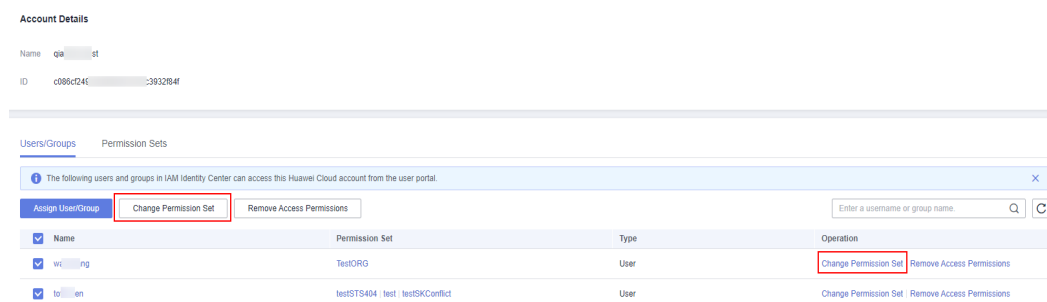 Account Details
Name qia st
ID c086cf249 c3932f84f
Users/Groups Permission Sets
The following users and groups in IAM Identity Center can access this Huawei Cloud account from the user portal.
Assign User/Group Change Permission Set Remove Access Permissions Enter a username or group name.
Name Permission Set Type Operation
wa ng TestORG User Change Permission Set | Remove Access Permissions
to en testSTS404 | test | testSKConflict User Change Permission Set | Remove Access Permissions